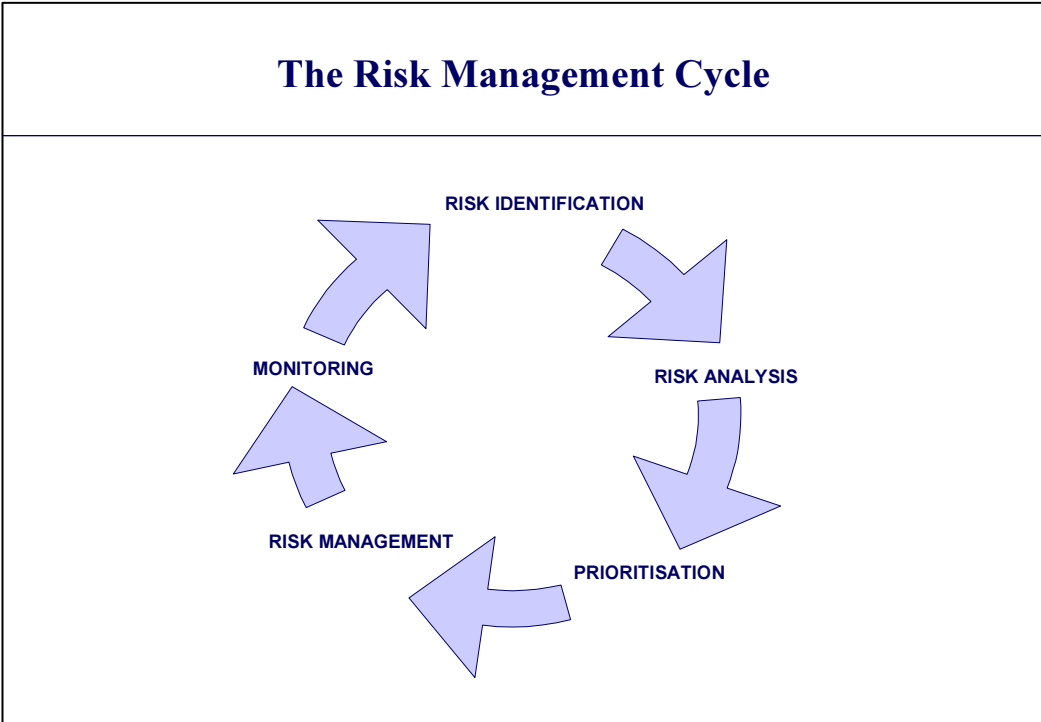 The Risk Management Cycle
RISK IDENTIFICATION
RISK ANALYSIS
PRIORITISATION
RISK MANAGEMENT
MONITORING